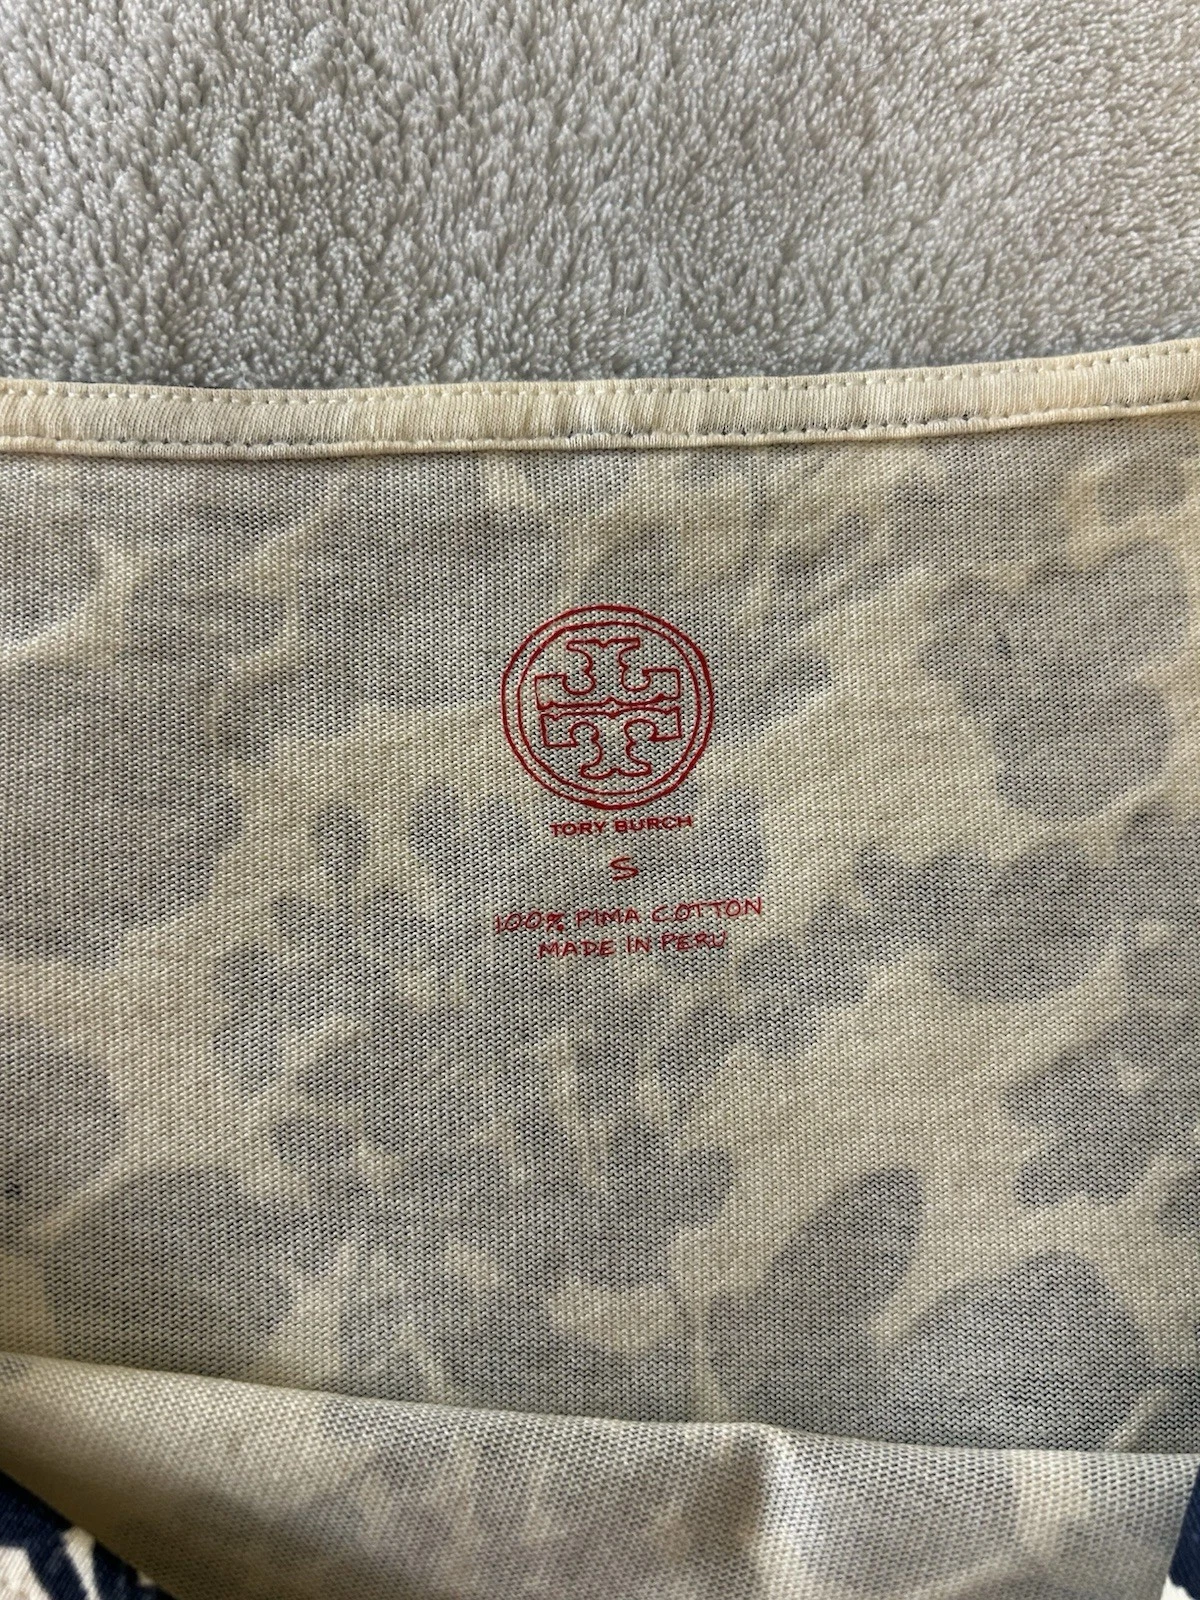 TORY BURCH
S
100% PIMA COTTON
MADE IN PERU